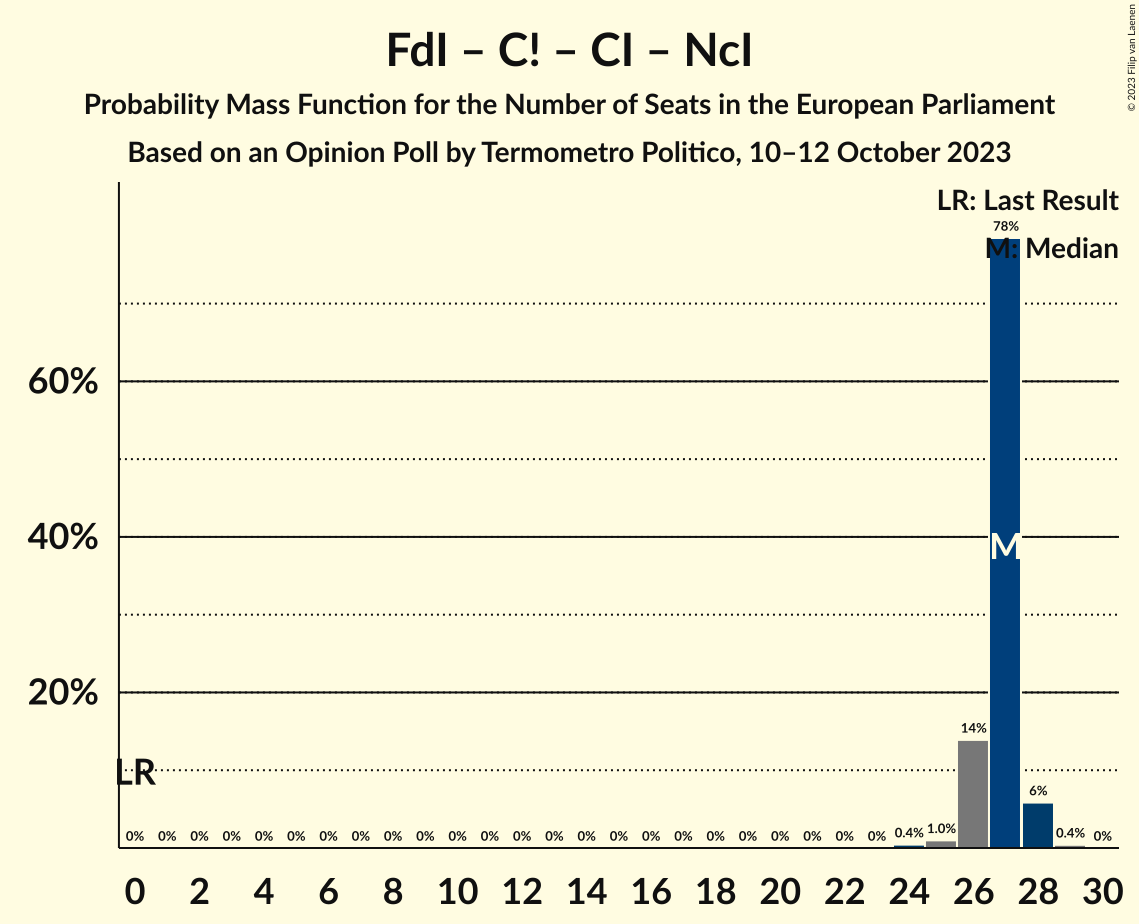 FdI – C! – CI – NcI
Probability Mass Function for the Number of Seats in the European Parliament
Based on an Opinion Poll by Termometro Politico, 10–12 October 2023
© 2023 Filip van Laenen
LR: Last Result
M: Median
78%
60%
40%
M
20%
14%
LR
6%
0% 0% 0% 0% 0% 0% 0% 0% 0% 0% 0% 0% 0% 0% 0% 0% 0% 0% 0% 0% 0% 0% 0% 0% 0.4% 1.0% 0.4% 0%
0 2 4 6 8 10 12 14 16 18 20 22 24 26 28 30